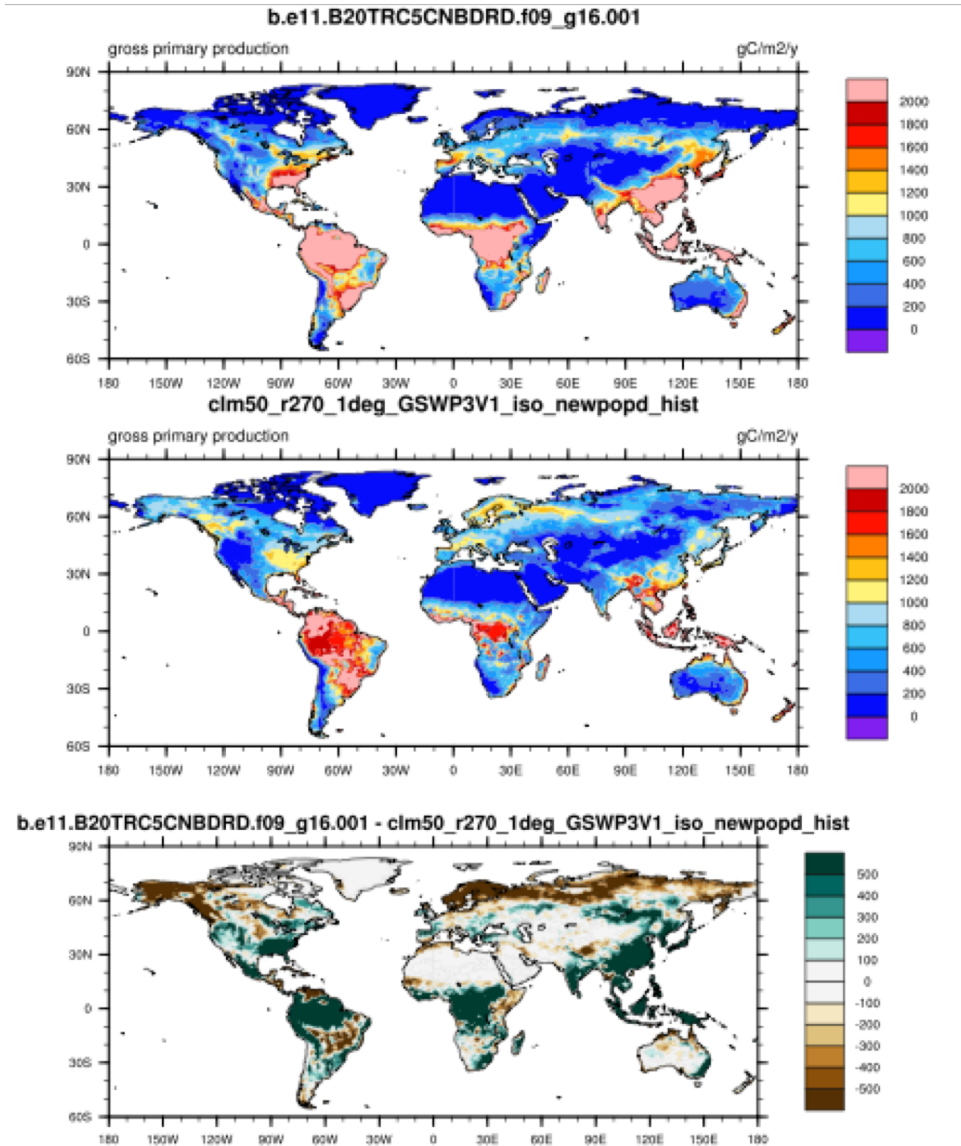 b.e11.B20TRC5CNBDRD.f09_g16.001
gross primary production gC/m2/y
90N
60N
30N
0
30S
60S
180 150W 120W 90W 60W 30W 0 30E 60E 90E 120E 150E 180
2000
1800
1600
1400
1200
1000
800
600
400
200
0
clm50_r270_1deg_GSWP3V1_iso_newpopd_hist
gross primary production gC/m2/y
90N
60N
30N
0
30S
60S
180 150W 120W 90W 60W 30W 0 30E 60E 90E 120E 150E 180
2000
1800
1600
1400
1200
1000
800
600
400
200
0
b.e11.B20TRC5CNBDRD.f09_g16.001 - clm50_r270_1deg_GSWP3V1_iso_newpopd_hist
90N
60N
30N
0
30S
60S
180 150W 120W 90W 60W 30W 0 30E 60E 90E 120E 150E 180
500
400
300
200
100
0
-100
-200
-300
-400
-500